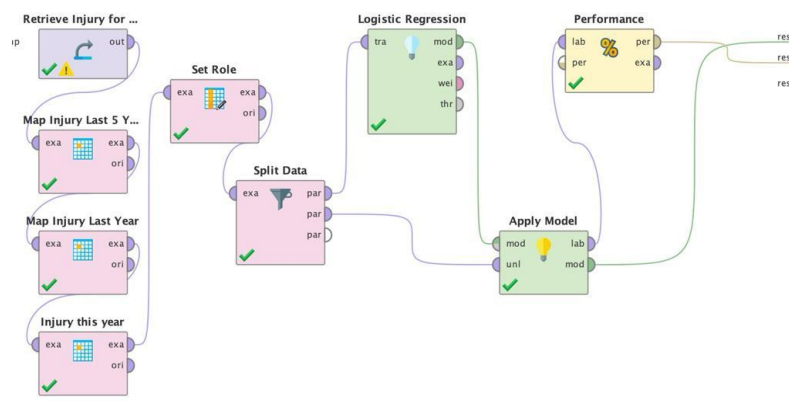 Retrieve Injury for ...
out
Map Injury Last 5 Y...
exa exa
ori
Map Injury Last Year
exa exa
ori
Injury this year
exa exa
ori
Set Role
exa exa
ori
Split Data
exa par
par
par
Logistic Regression
tra mod
exa
wei
thr
Apply Model
mod lab
unl mod
Performance
lab per
per exa
res
res
res